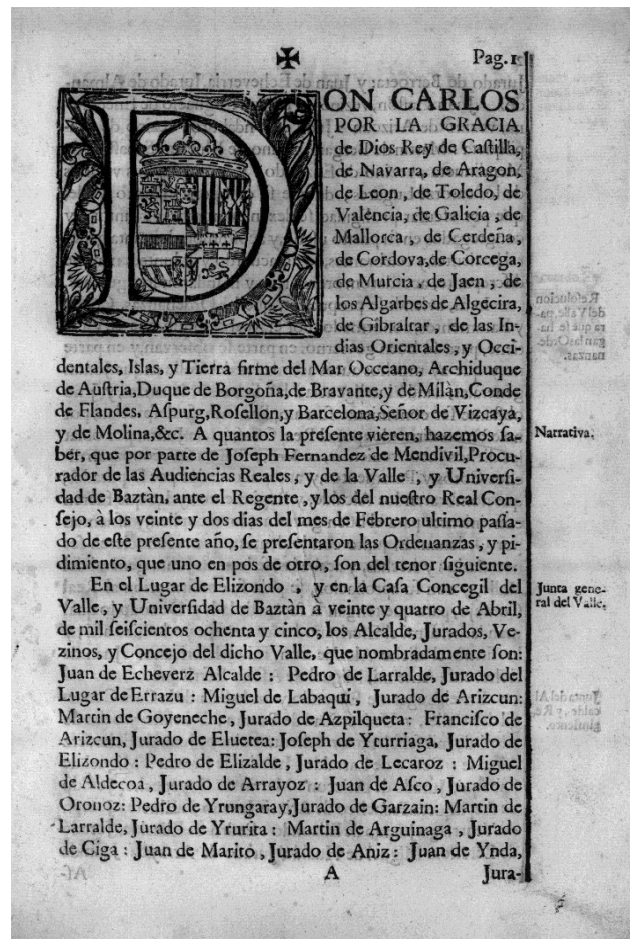 ✠ Pag. 1
DON CARLOS
POR LA GRACIA
de Dios Rey de Caſtilla,
de Navarra, de Aragon,
de Leon, de Toledo, de
Valencia, de Galicia, de
Mallorca, de Cerdeña,
de Cordova, de Corcega,
de Murcia, de Jaen, de
los Algarbes de Algecira,
de Gibraltar, de las In-
dias Orientales, y Occi-
dentales, Islas, y Tierra firme del Mar Occeano, Archiduque
de Auſtria, Duque de Borgoña, de Bravante, y de Milàn, Conde
de Flandes, Aſpurg, Roſellon, y Barcelona, Señor de Vizcaya,
y de Molina, &c. A quantos la preſente vieren, hazemos ſa-
ber, que por parte de Joſeph Fernandez de Mendivil, Procu-
rador de las Audiencias Reales, y de la Valle, y Univerſi-
dad de Baztàn, ante el Regente, y los del nueſtro Real Con-
ſejo, à los veinte y dos dias del mes de Febrero ultimo paſſa-
do de eſte preſente año, ſe preſentaron las Ordenanzas, y pi-
dimiento, que uno en pos de otro, ſon del tenor ſiguiente.
Narrativa.
En el Lugar de Elizondo, y en la Caſa Concegil del
Valle, y Univerſidad de Baztàn à veinte y quatro de Abril,
de mil ſeiſcientos ochenta y cinco, los Alcalde, Jurados, Ve-
zinos, y Concejo del dicho Valle, que nombradamente ſon:
Juan de Echeverz Alcalde: Pedro de Larralde, Jurado del
Lugar de Errazu: Miguel de Labaqui, Jurado de Arizcun:
Martin de Goyeneche, Jurado de Azpilqueta: Franciſco de
Arizcun, Jurado de Eluetea: Joſeph de Yturriaga, Jurado de
Elizondo: Pedro de Elizalde, Jurado de Lecaroz: Miguel
de Aldecoa, Jurado de Arrayoz: Juan de Aſco, Jurado de
Oronoz: Pedro de Yrungaray, Jurado de Garzain: Martin de
Larralde, Jurado de Yrurita: Martin de Arguinaga, Jurado
de Ciga: Juan de Marito, Jurado de Aniz: Juan de Ynda,
Junta gene-
ral del Valle.
A Jura-